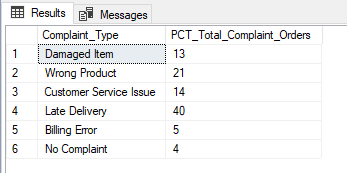 Results Messages
Complaint_Type PCT_Total_Complaint_Orders
1 Damaged Item 13
2 Wrong Product 21
3 Customer Service Issue 14
4 Late Delivery 40
5 Billing Error 5
6 No Complaint 4